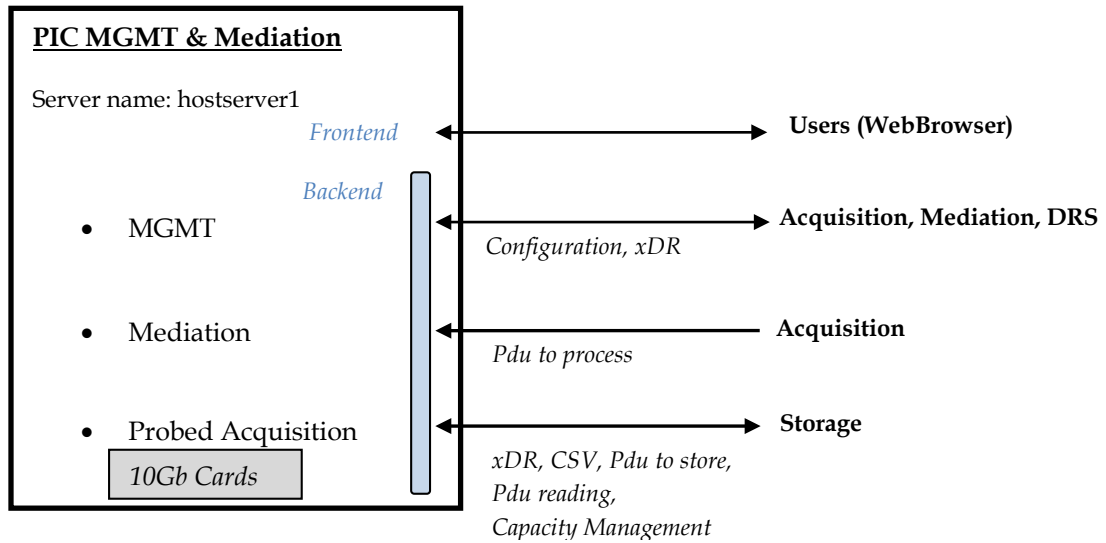 PIC MGMT & Mediation
Server name: hostserver1
Frontend
Users (WebBrowser)
Backend
• MGMT
Acquisition, Mediation, DRS
Configuration, xDR
• Mediation
Acquisition
Pdu to process
• Probed Acquisition
Storage
10Gb Cards
xDR, CSV, Pdu to store,
Pdu reading,
Capacity Management